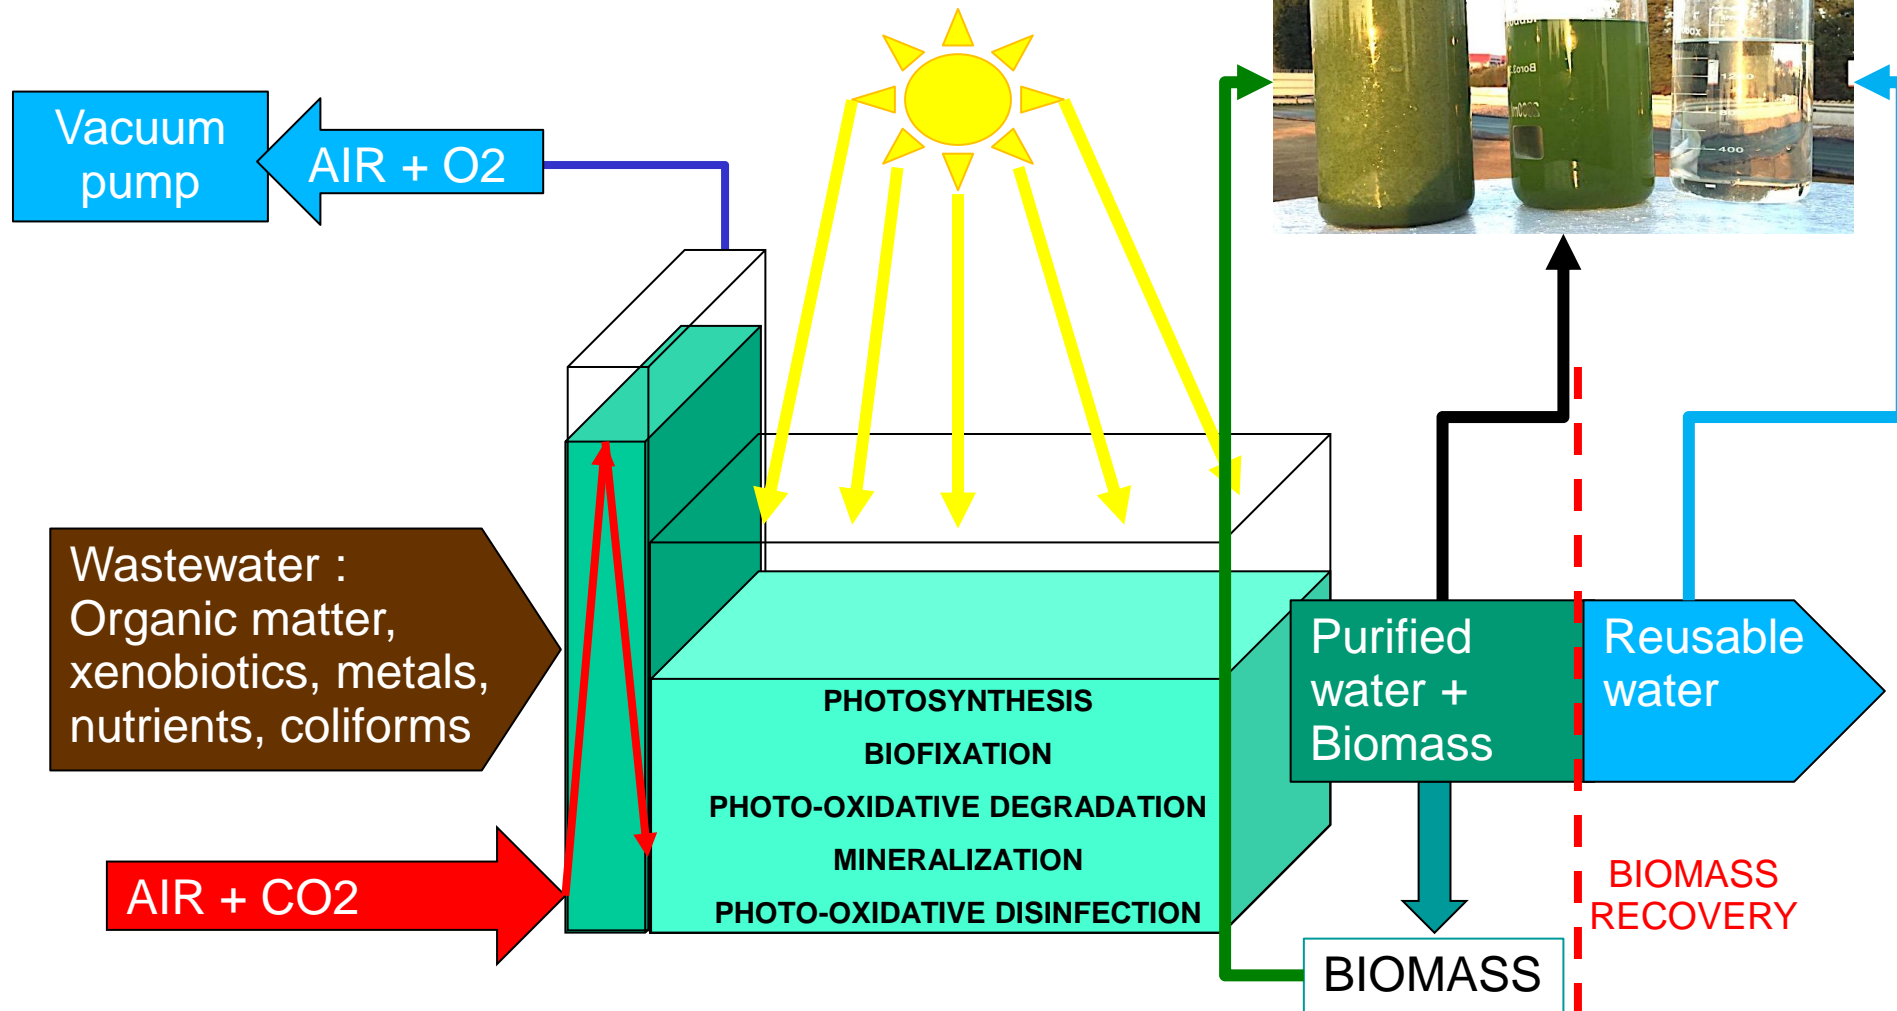 Vacuum
pump
AIR + O2
Wastewater :
Organic matter,
xenobiotics, metals,
nutrients, coliforms
AIR + CO2
PHOTOSYNTHESIS
BIOFIXATION
PHOTO-OXIDATIVE DEGRADATION
MINERALIZATION
PHOTO-OXIDATIVE DISINFECTION
Purified
water +
Biomass
Reusable
water
BIOMASS
RECOVERY
BIOMASS
400